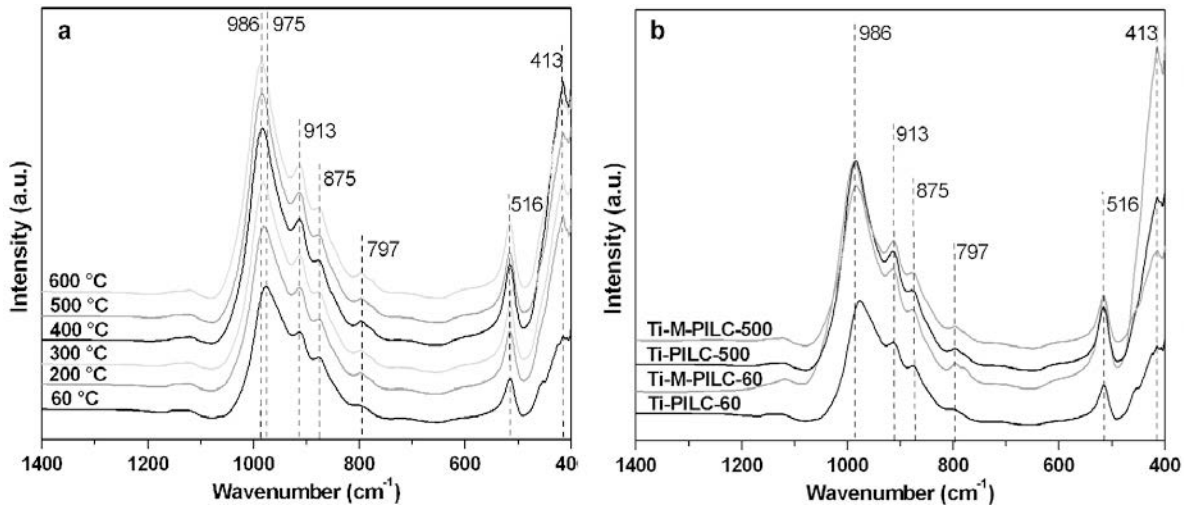 a
986
975
413
913
875
797
516
600 °C
500 °C
400 °C
300 °C
200 °C
60 °C
Intensity (a.u.)
1400
1200
1000
800
600
400
Wavenumber (cm⁻¹)
b
986
413
913
875
797
516
Ti-M-PILC-500
Ti-PILC-500
Ti-M-PILC-60
Ti-PILC-60
Intensity (a.u.)
1400
1200
1000
800
600
400
Wavenumber (cm⁻¹)